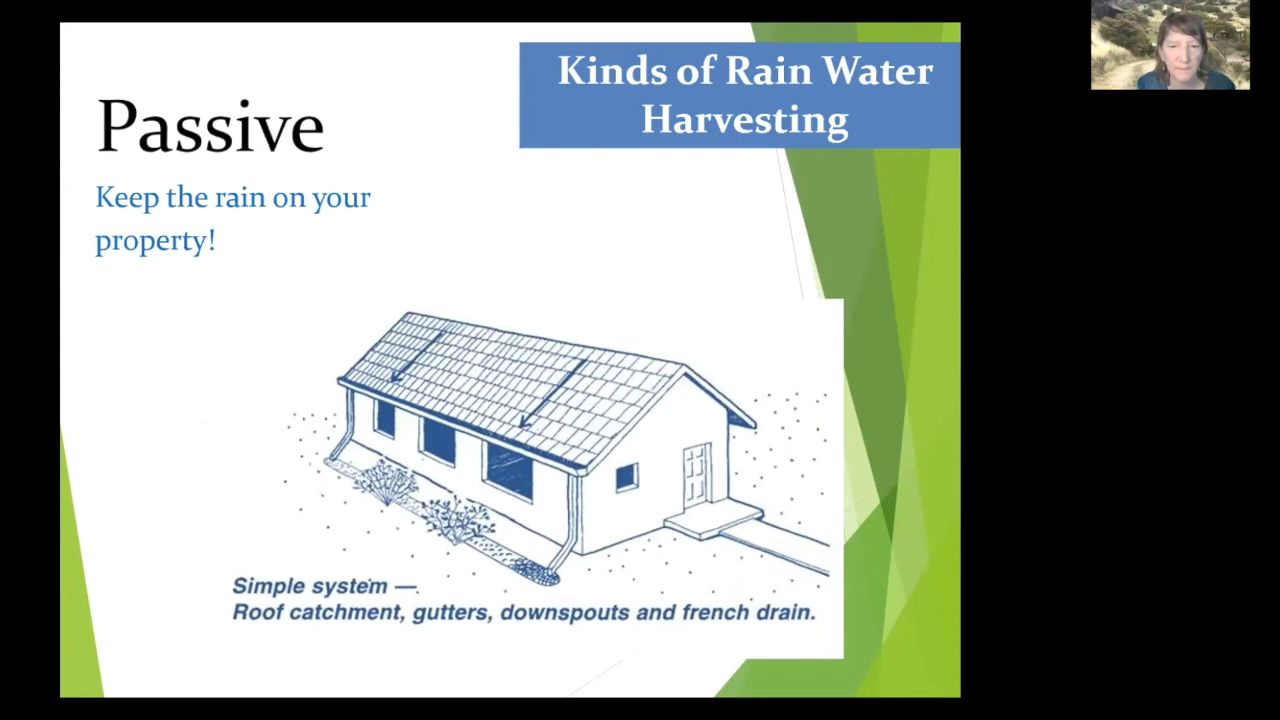 Kinds of Rain Water
Harvesting
Passive
Keep the rain on your
property!
Simple system —
Roof catchment, gutters, downspouts and french drain.